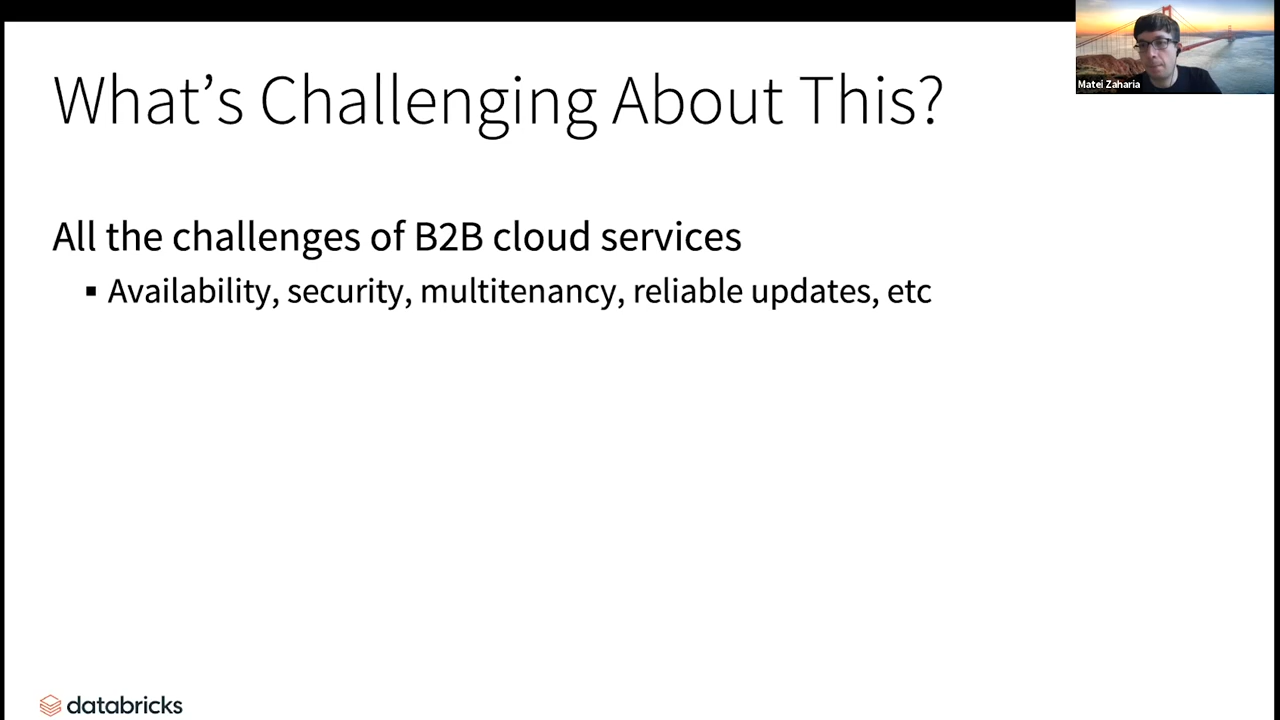 Matei Zaharia
What's Challenging About This?
All the challenges of B2B cloud services
▪ Availability, security, multitenancy, reliable updates, etc
databricks